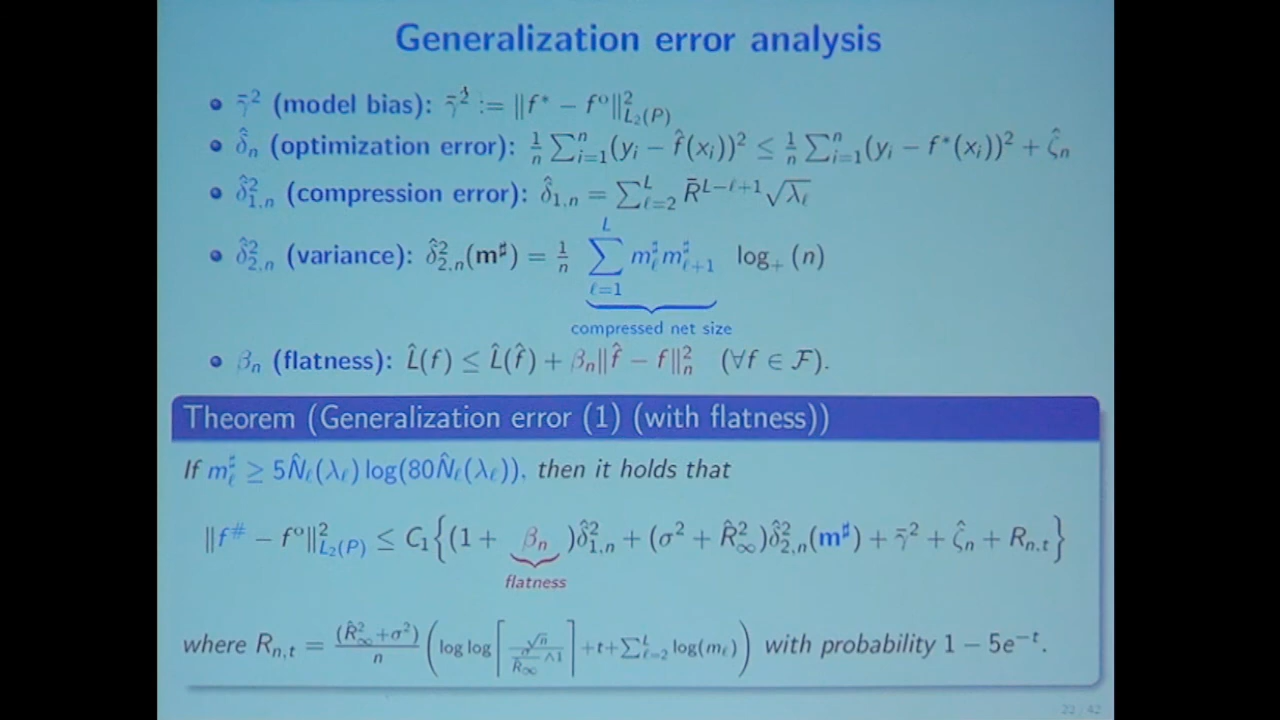 Generalization error analysis
• γ̄² (model bias): γ̄² := ‖f* − f°‖²_{L₂(P)}
• δ̂_n (optimization error): 1/n ∑_{i=1}^{n} (y_i − f̂(x_i))² ≤ 1/n ∑_{i=1}^{n} (y_i − f*(x_i))² + ζ̂_n
• δ̂²_{1,n} (compression error): δ̂_{1,n} = ∑_{ℓ=2}^{L} R̄^{L−ℓ+1} √λ_ℓ
• δ̂²_{2,n} (variance): δ̂²_{2,n}(m^♯) = 1/n ∑_{ℓ=1}^{L} m^♯_ℓ m^♯_{ℓ+1} log₊(n)
compressed net size
• β_n (flatness): L̂(f) ≤ L̂(f̂) + β_n‖f̂ − f‖²_n (∀f ∈ ℱ).
Theorem (Generalization error (1) (with flatness))
If m^♯_ℓ ≥ 5N̂_ℓ(λ_ℓ) log(80N̂_ℓ(λ_ℓ)), then it holds that
‖f^# − f°‖²_{L₂(P)} ≤ C₁{(1 + β_n)δ̂²_{1,n} + (σ² + R̂²_∞)δ̂²_{2,n}(m^♯) + γ̄² + ζ̂_n + R_{n,t}}
flatness
where R_{n,t} = (R̂²_∞+σ²)/n (log log⌈√n/(σ/R̂_∞ ∧1)⌉ +t+∑_{ℓ=2}^{L} log(m_ℓ)) with probability 1 − 5e^{−t}.
22 / 42